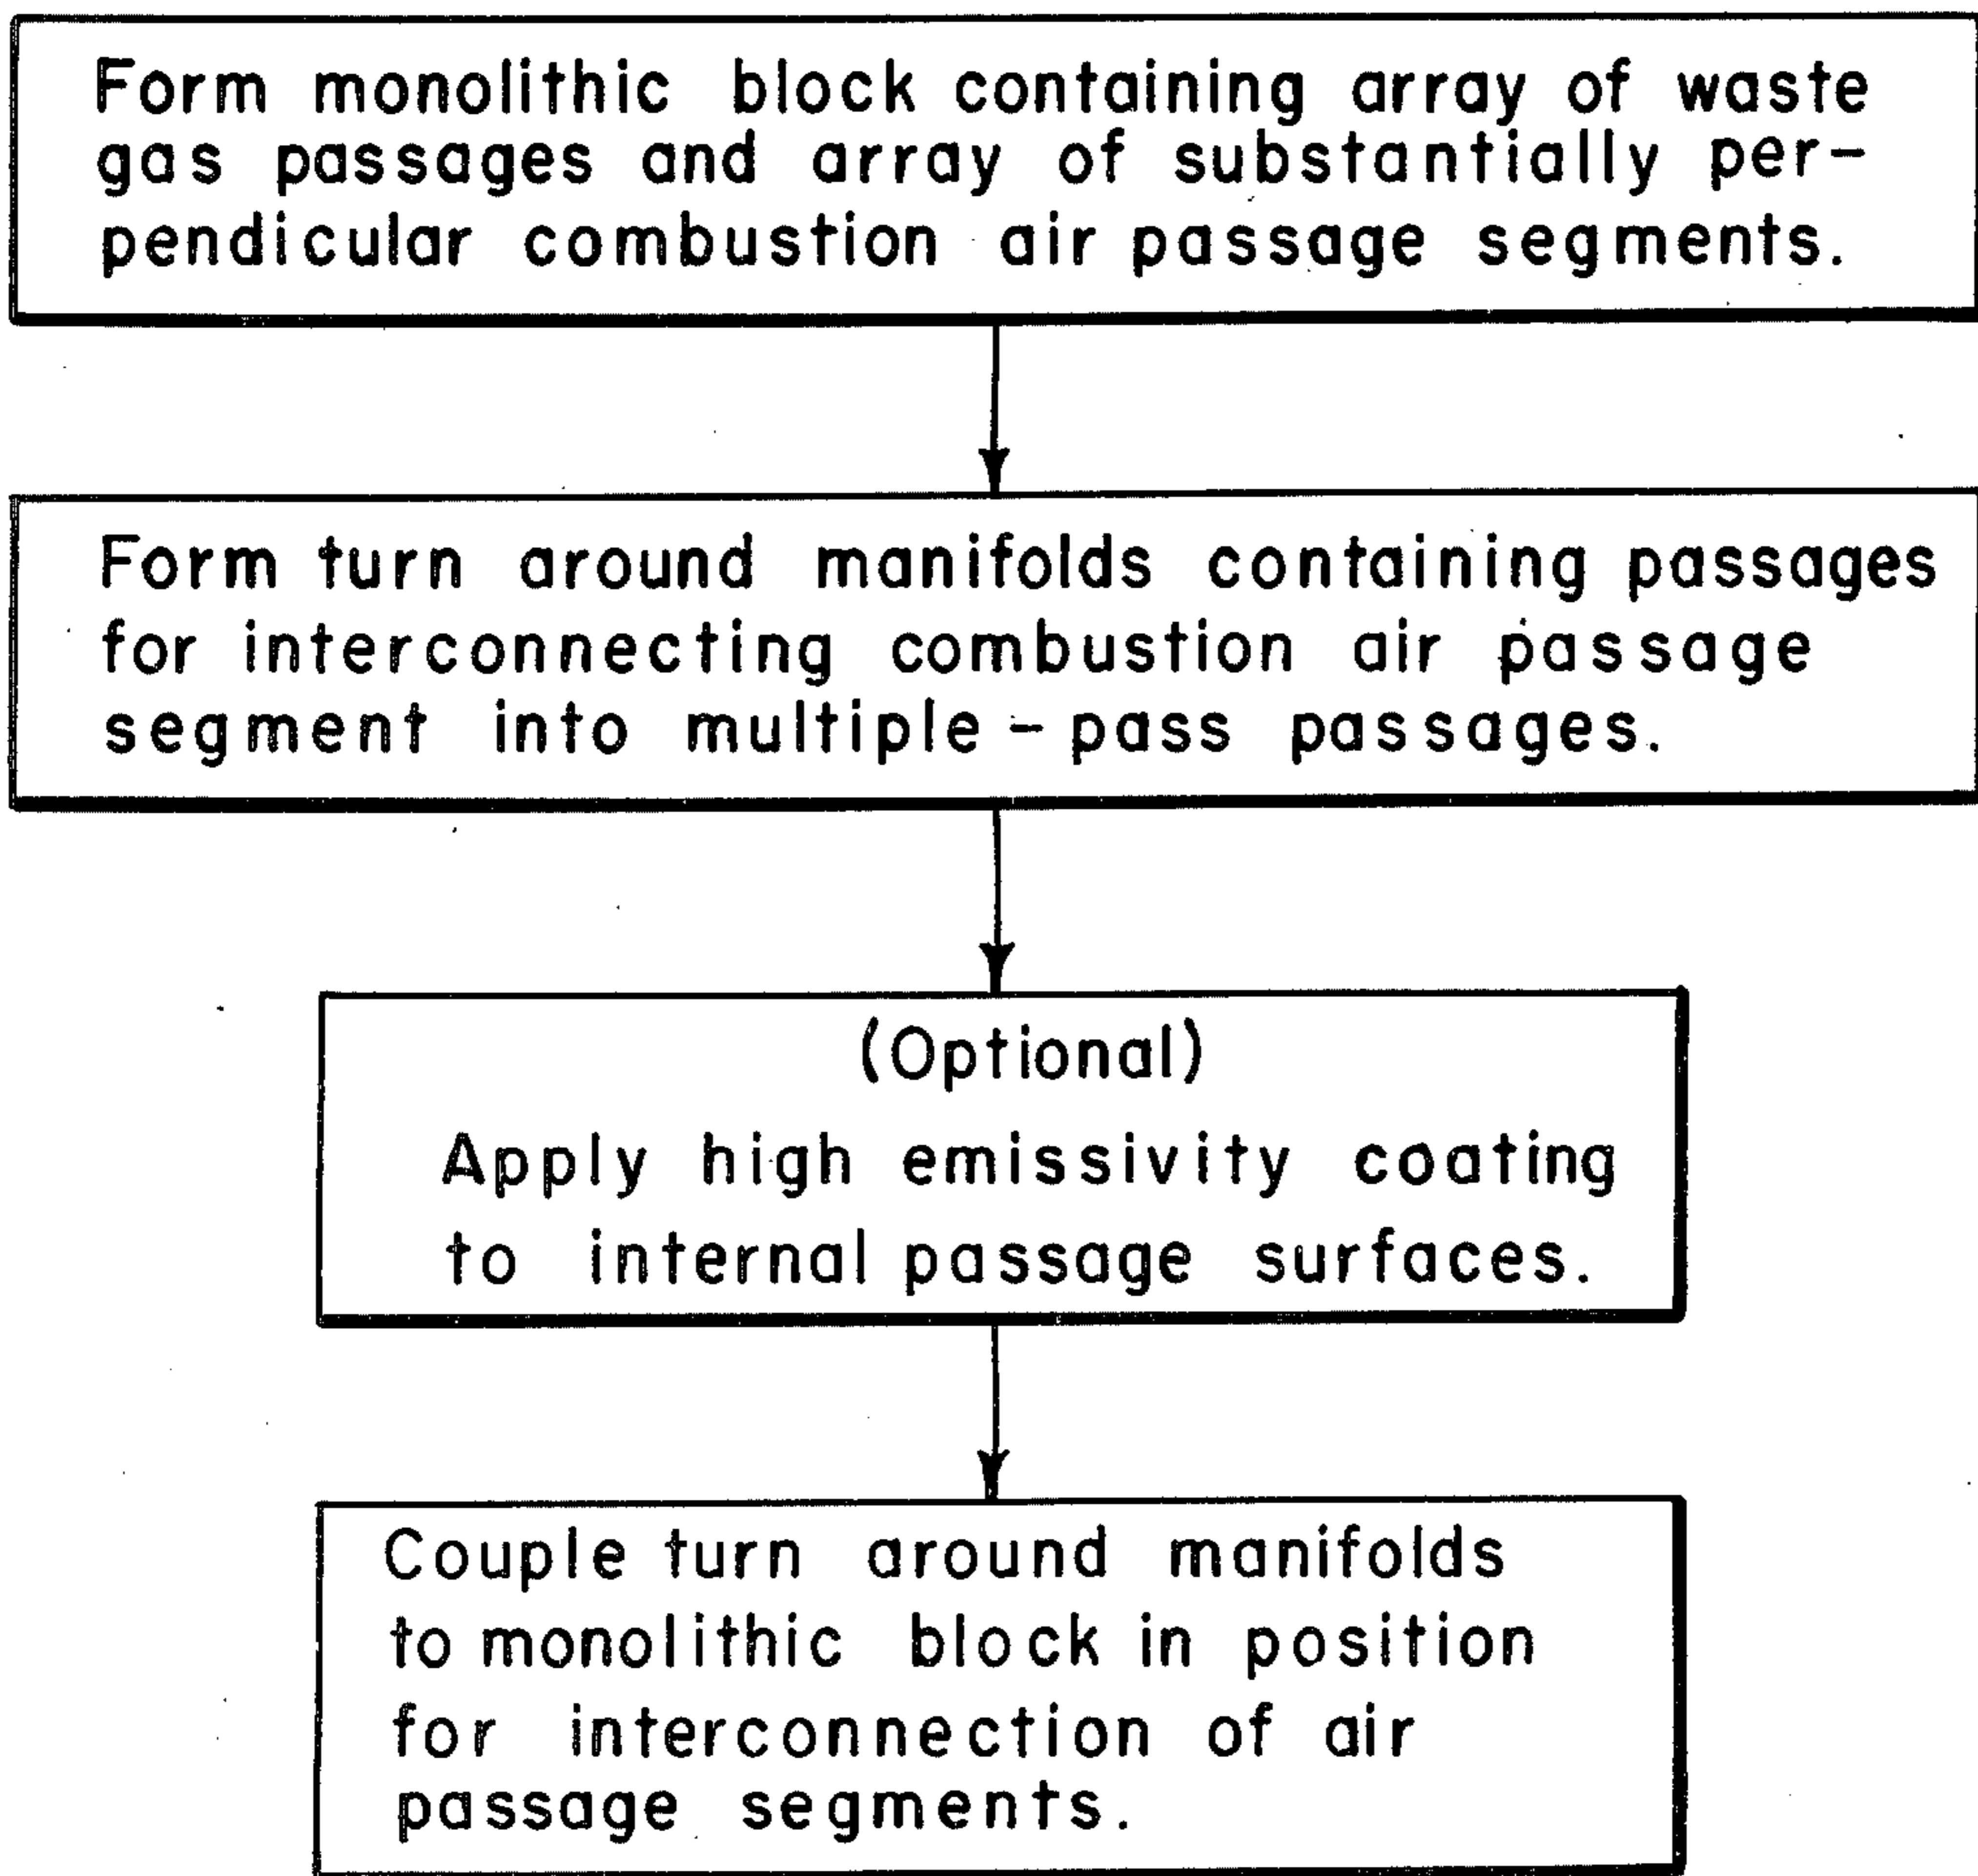 Form monolithic block containing array of waste
gas passages and array of substantially per-
pendicular combustion air passage segments.
Form turn around manifolds containing passages
for interconnecting combustion air passage
segment into multiple-pass passages.
(Optional)
Apply high emissivity coating
to internal passage surfaces.
Couple turn around manifolds
to monolithic block in position
for interconnection of air
passage segments.